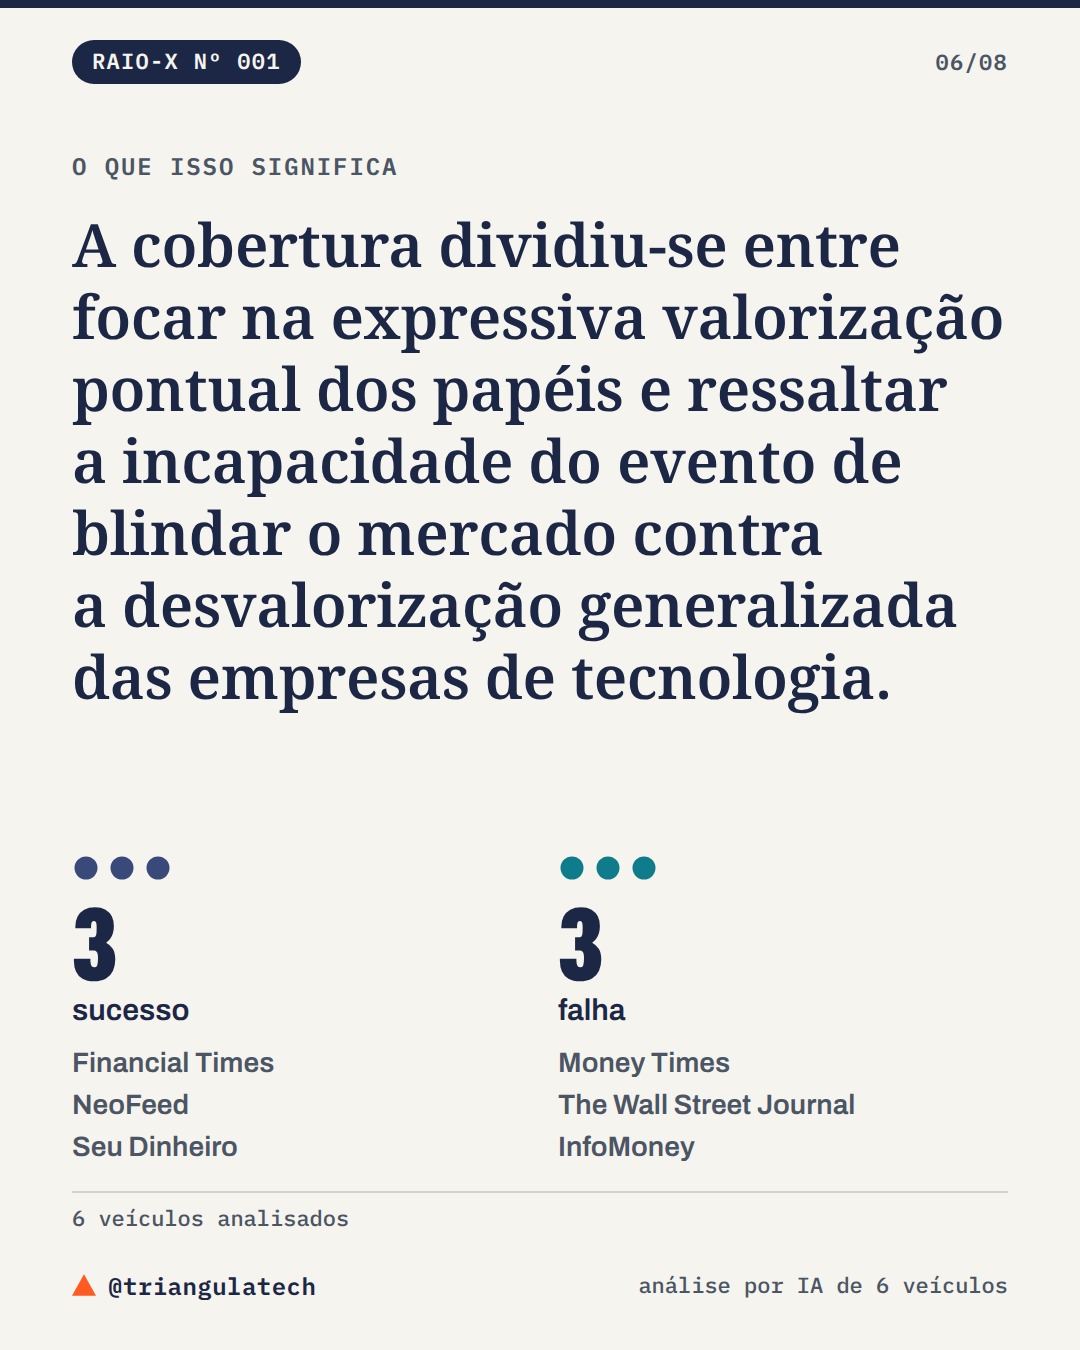 RAIO-X Nº 001
06/08
O QUE ISSO SIGNIFICA
A cobertura dividiu-se entre
focar na expressiva valorização
pontual dos papéis e ressaltar
a incapacidade do evento de
blindar o mercado contra
a desvalorização generalizada
das empresas de tecnologia.
3
sucesso
Financial Times
NeoFeed
Seu Dinheiro
3
falha
Money Times
The Wall Street Journal
InfoMoney
6 veículos analisados
@triangulatech
análise por IA de 6 veículos